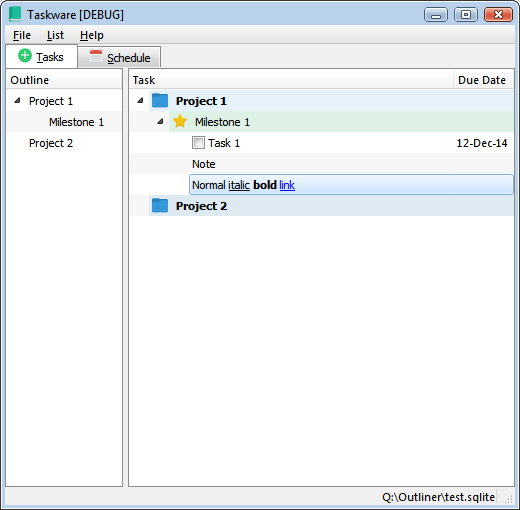 Taskware [DEBUG]
File List Help
Tasks Schedule
Outline
Project 1
Milestone 1
Project 2
Task Due Date
Project 1
Milestone 1
Task 1 12-Dec-14
Note
Normal italic bold link
Project 2
Q:\Outliner\test.sqlite